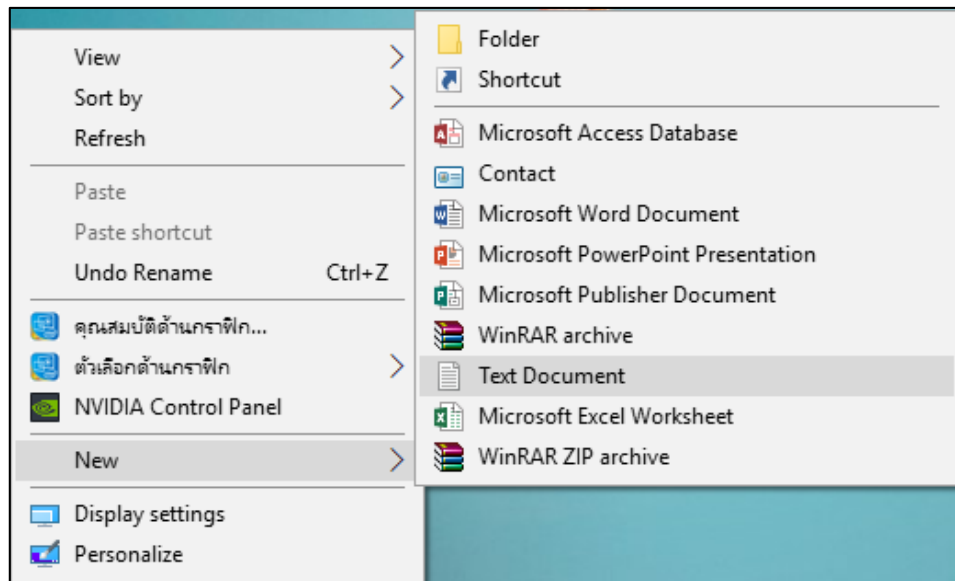 View
Sort by
Refresh
Paste
Paste shortcut
Undo Rename Ctrl+Z
คุณสมบัติด้านกราฟิก...
ตัวเลือกด้านกราฟิก
NVIDIA Control Panel
New
Display settings
Personalize
Folder
Shortcut
Microsoft Access Database
Contact
Microsoft Word Document
Microsoft PowerPoint Presentation
Microsoft Publisher Document
WinRAR archive
Text Document
Microsoft Excel Worksheet
WinRAR ZIP archive